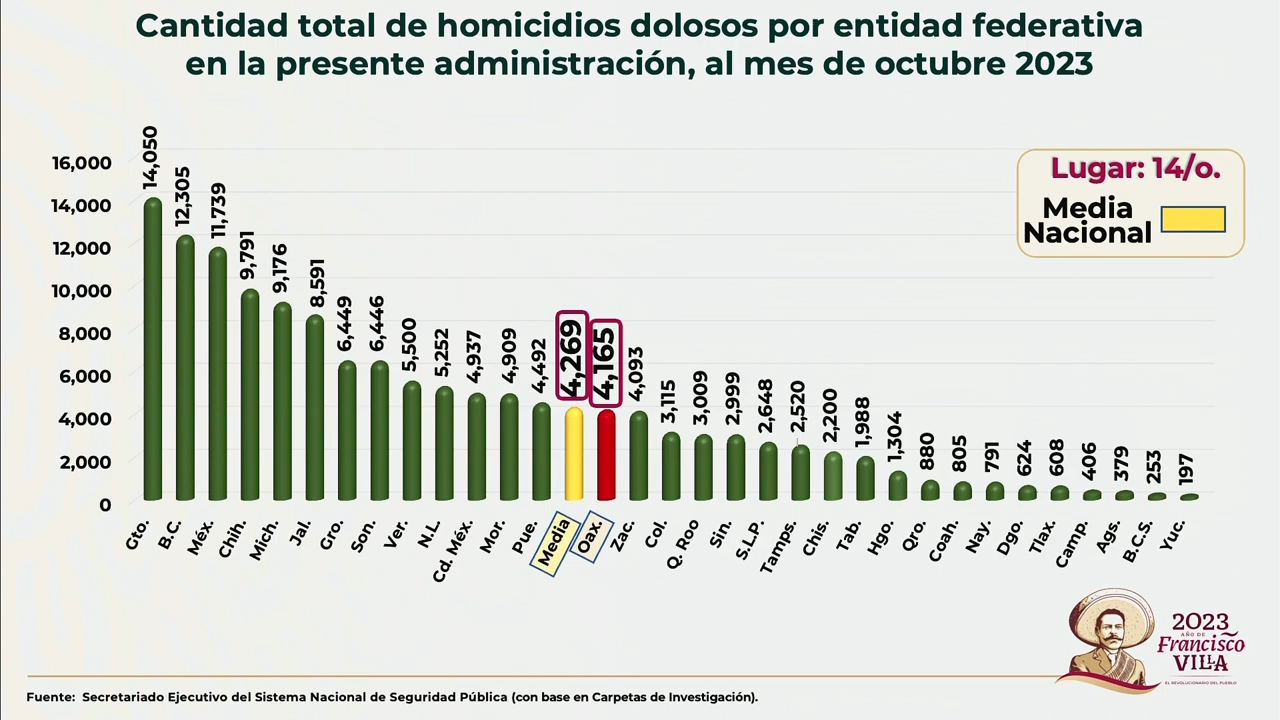 Cantidad total de homicidios dolosos por entidad federativa
en la presente administración, al mes de octubre 2023
Lugar: 14/o.
Media
Nacional
16,000
14,000
12,000
10,000
8,000
6,000
4,000
2,000
0
14,050
12,305
11,739
9,791
9,176
8,591
6,449
6,446
5,500
5,252
4,937
4,909
4,492
4,269
4,165
4,093
3,115
3,009
2,999
2,648
2,520
2,200
1,988
1,304
880
805
791
624
608
406
379
253
197
Gto.
B.C.
Méx.
Chih.
Mich.
Jal.
Gro.
Son.
Ver.
N.L.
Cd. Méx.
Mor.
Pue.
Media
Oax.
Zac.
Col.
Q. Roo
Sin.
S.L.P.
Tamps.
Chis.
Tab.
Hgo.
Qro.
Coah.
Nay.
Dgo.
Tlax.
Camp.
Ags.
B.C.S.
Yuc.
2023
AÑO DE
Francisco
VILLA
EL REVOLUCIONARIO DEL PUEBLO
Fuente: Secretariado Ejecutivo del Sistema Nacional de Seguridad Pública (con base en Carpetas de Investigación).